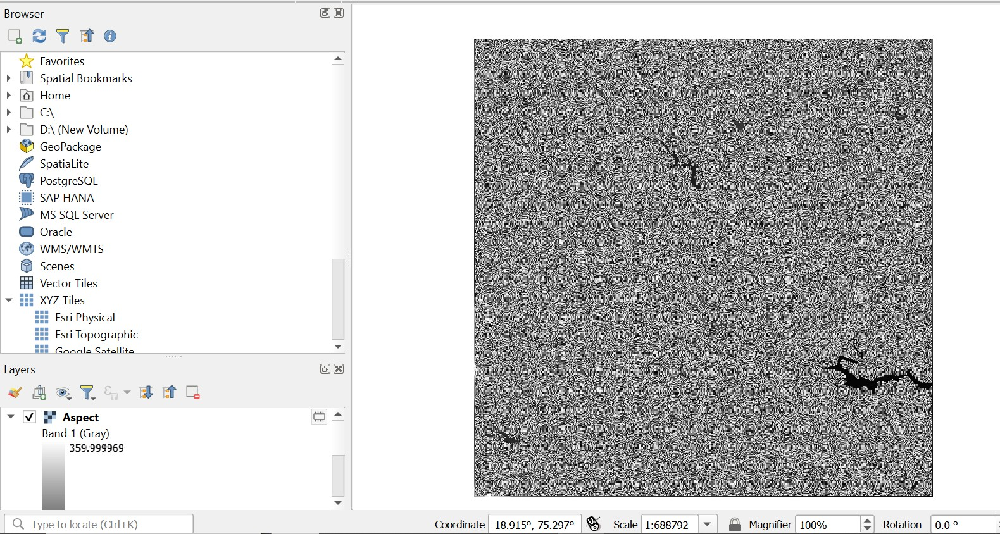 Browser
Favorites
Spatial Bookmarks
Home
C:\
D:\ (New Volume)
GeoPackage
SpatiaLite
PostgreSQL
SAP HANA
MS SQL Server
Oracle
WMS/WMTS
Scenes
Vector Tiles
XYZ Tiles
Esri Physical
Esri Topographic
Google Satellite
Layers
Aspect
Band 1 (Gray)
359.999969
Type to locate (Ctrl+K)
Coordinate 18.915°, 75.297° Scale 1:688792 Magnifier 100% Rotation 0.0 °